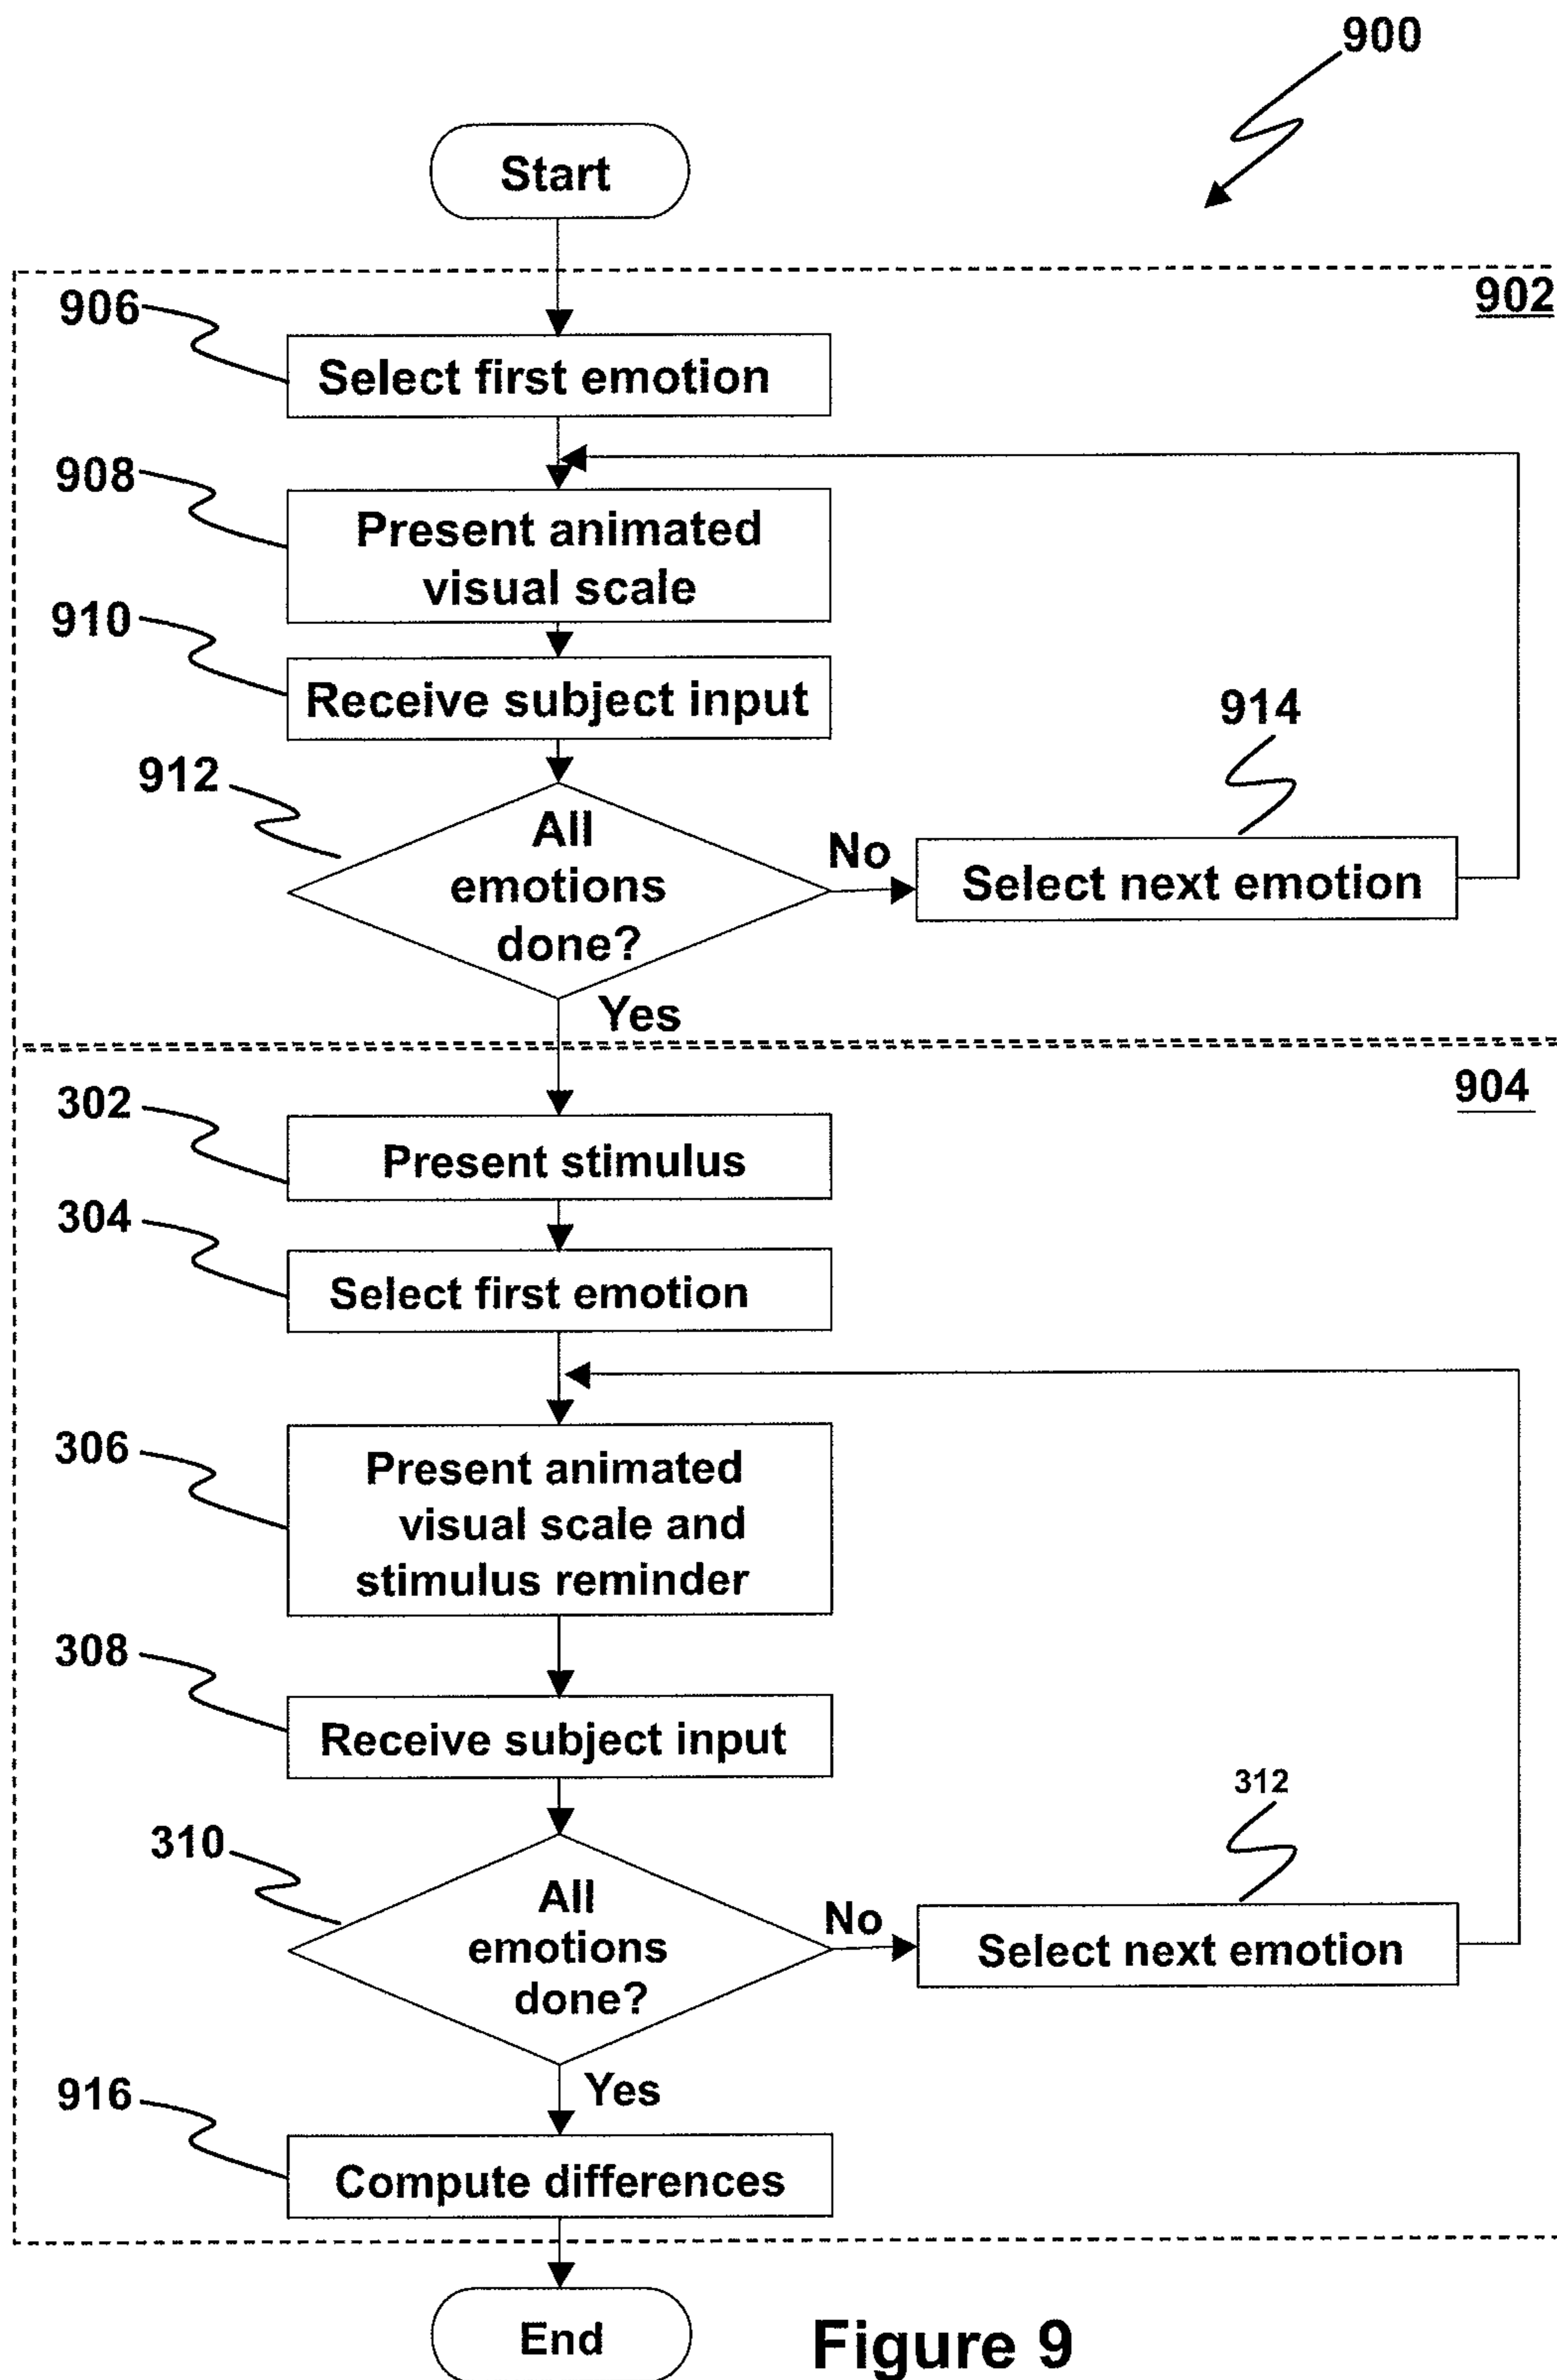 900
Start
902
906
Select first emotion
908
Present animated
visual scale
910
Receive subject input
914
912
All
emotions
done?
No
Select next emotion
Yes
904
302
Present stimulus
304
Select first emotion
306
Present animated
visual scale and
stimulus reminder
308
Receive subject input
312
310
All
emotions
done?
No
Select next emotion
Yes
916
Compute differences
End
Figure 9